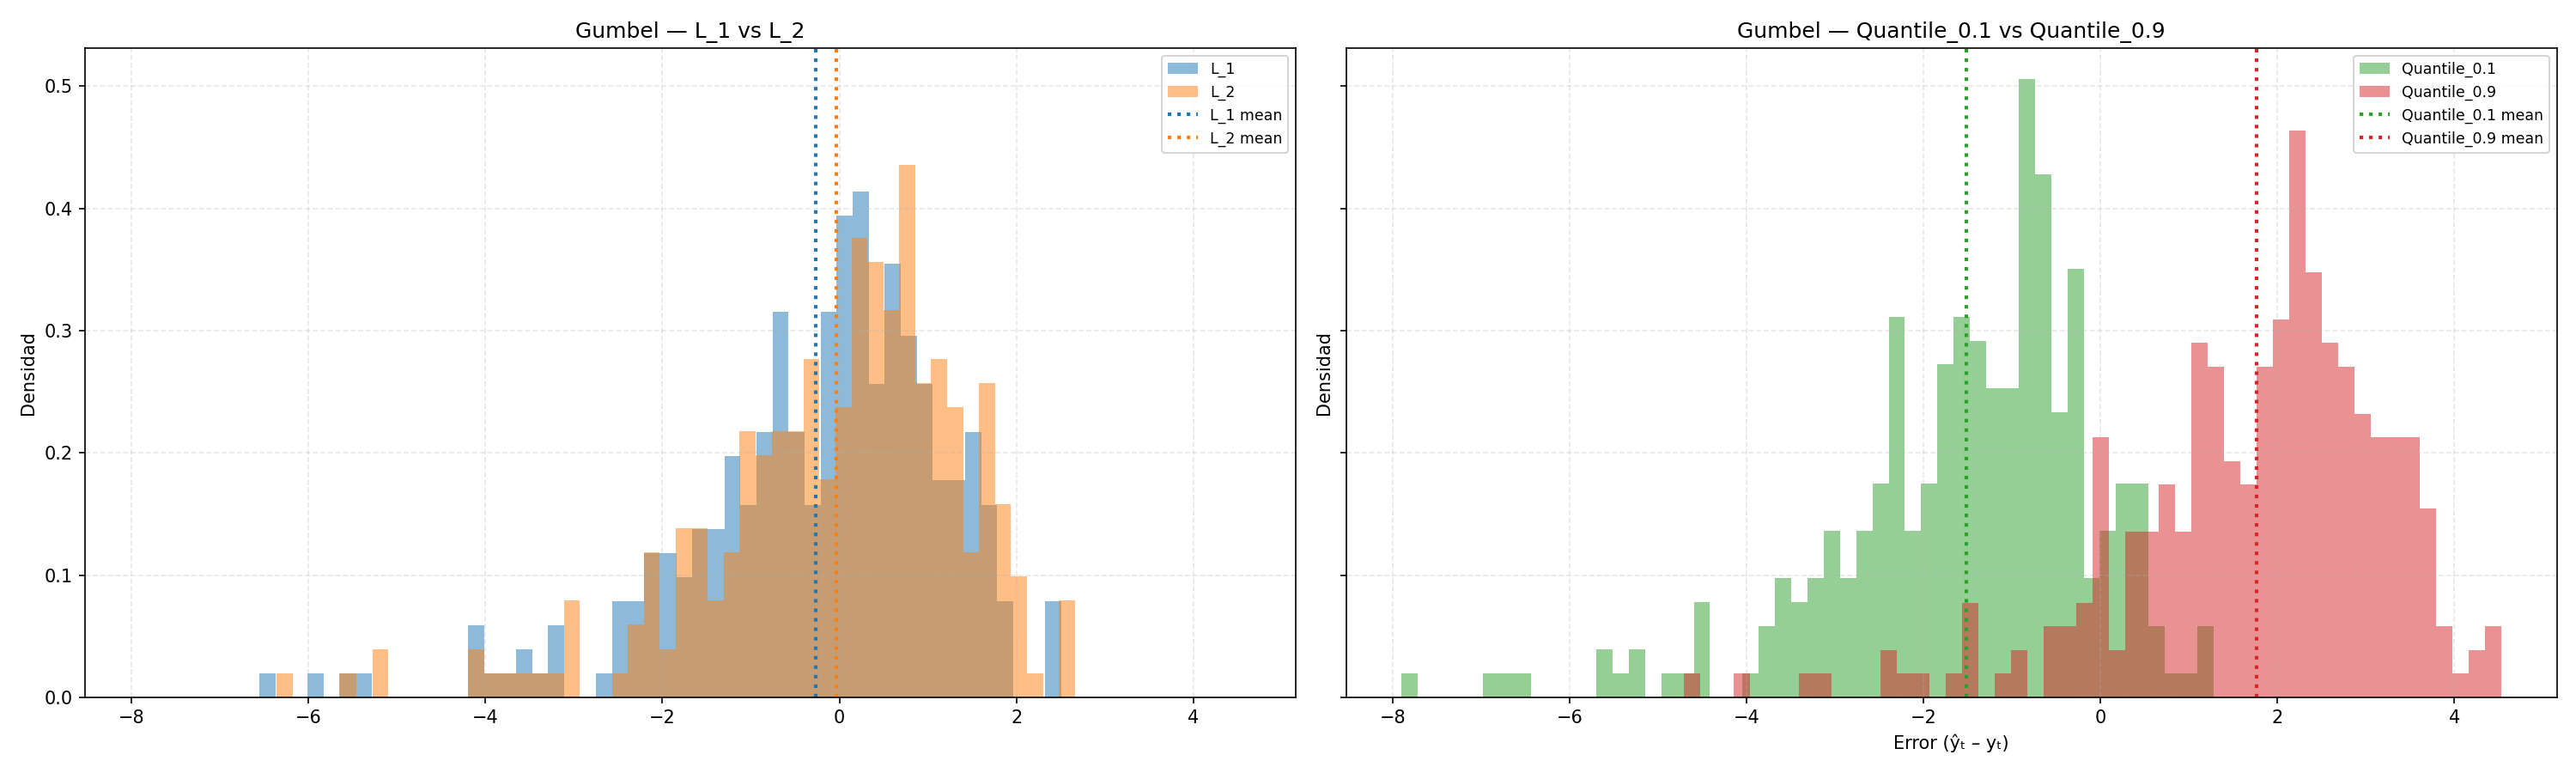 Gumbel — L_1 vs L_2
Densidad
0.5
0.4
0.3
0.2
0.1
0.0
−8
−6
−4
−2
0
2
4
L_1
L_2
L_1 mean
L_2 mean
Gumbel — Quantile_0.1 vs Quantile_0.9
Densidad
−8
−6
−4
−2
0
2
4
Error (ŷₜ – yₜ)
Quantile_0.1
Quantile_0.9
Quantile_0.1 mean
Quantile_0.9 mean